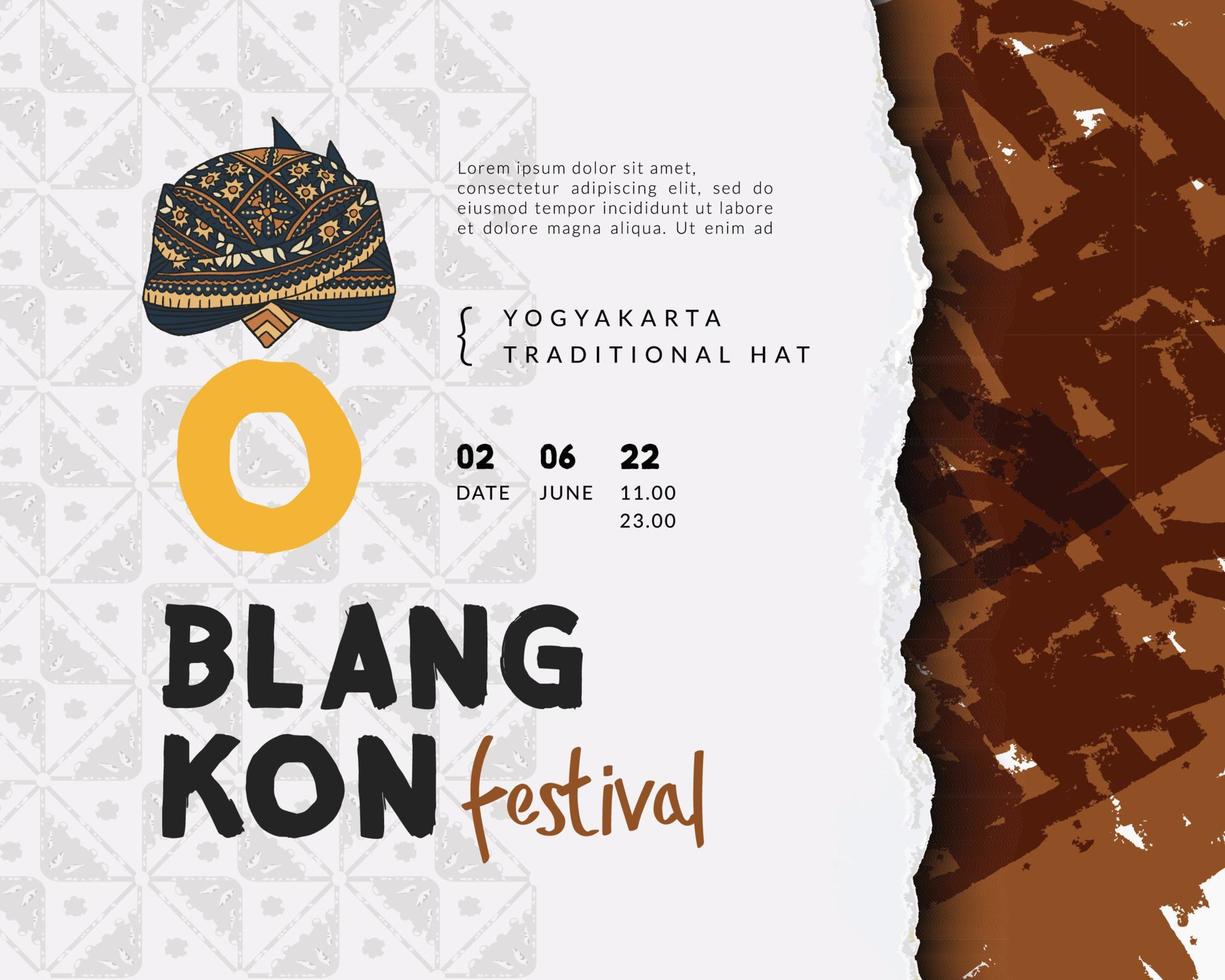 Lorem ipsum dolor sit amet,
consectetur adipiscing elit, sed do
eiusmod tempor incididunt ut labore
et dolore magna aliqua. Ut enim ad
{ YOGYAKARTA
TRADITIONAL HAT
O
02 06 22
DATE JUNE 11.00
23.00
BLANG
KON festival